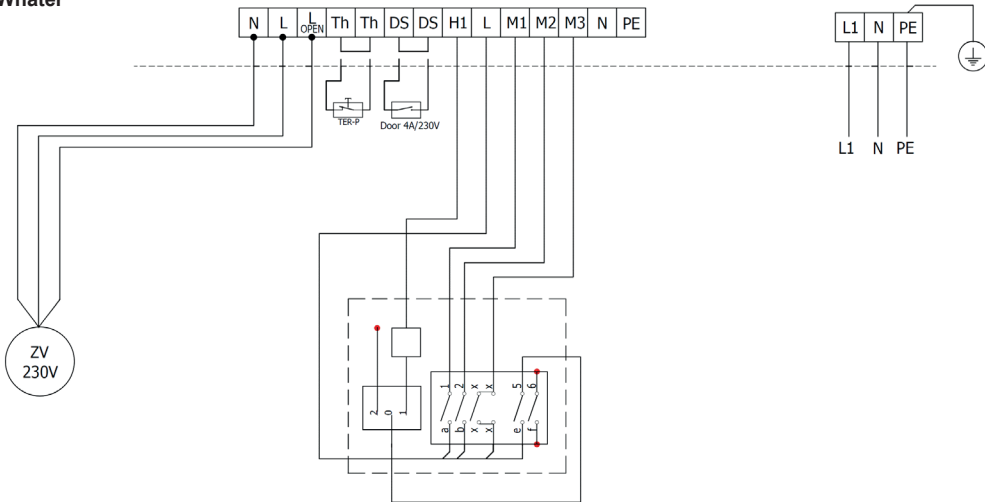 Whater
N L L OPEN Th Th DS DS H1 L M1 M2 M3 N PE
L1 N PE
TER-P
Door 4A/230V
L1 N PE
ZV
230V
1 2 x x 5 6
2 0 1
a b x x e f